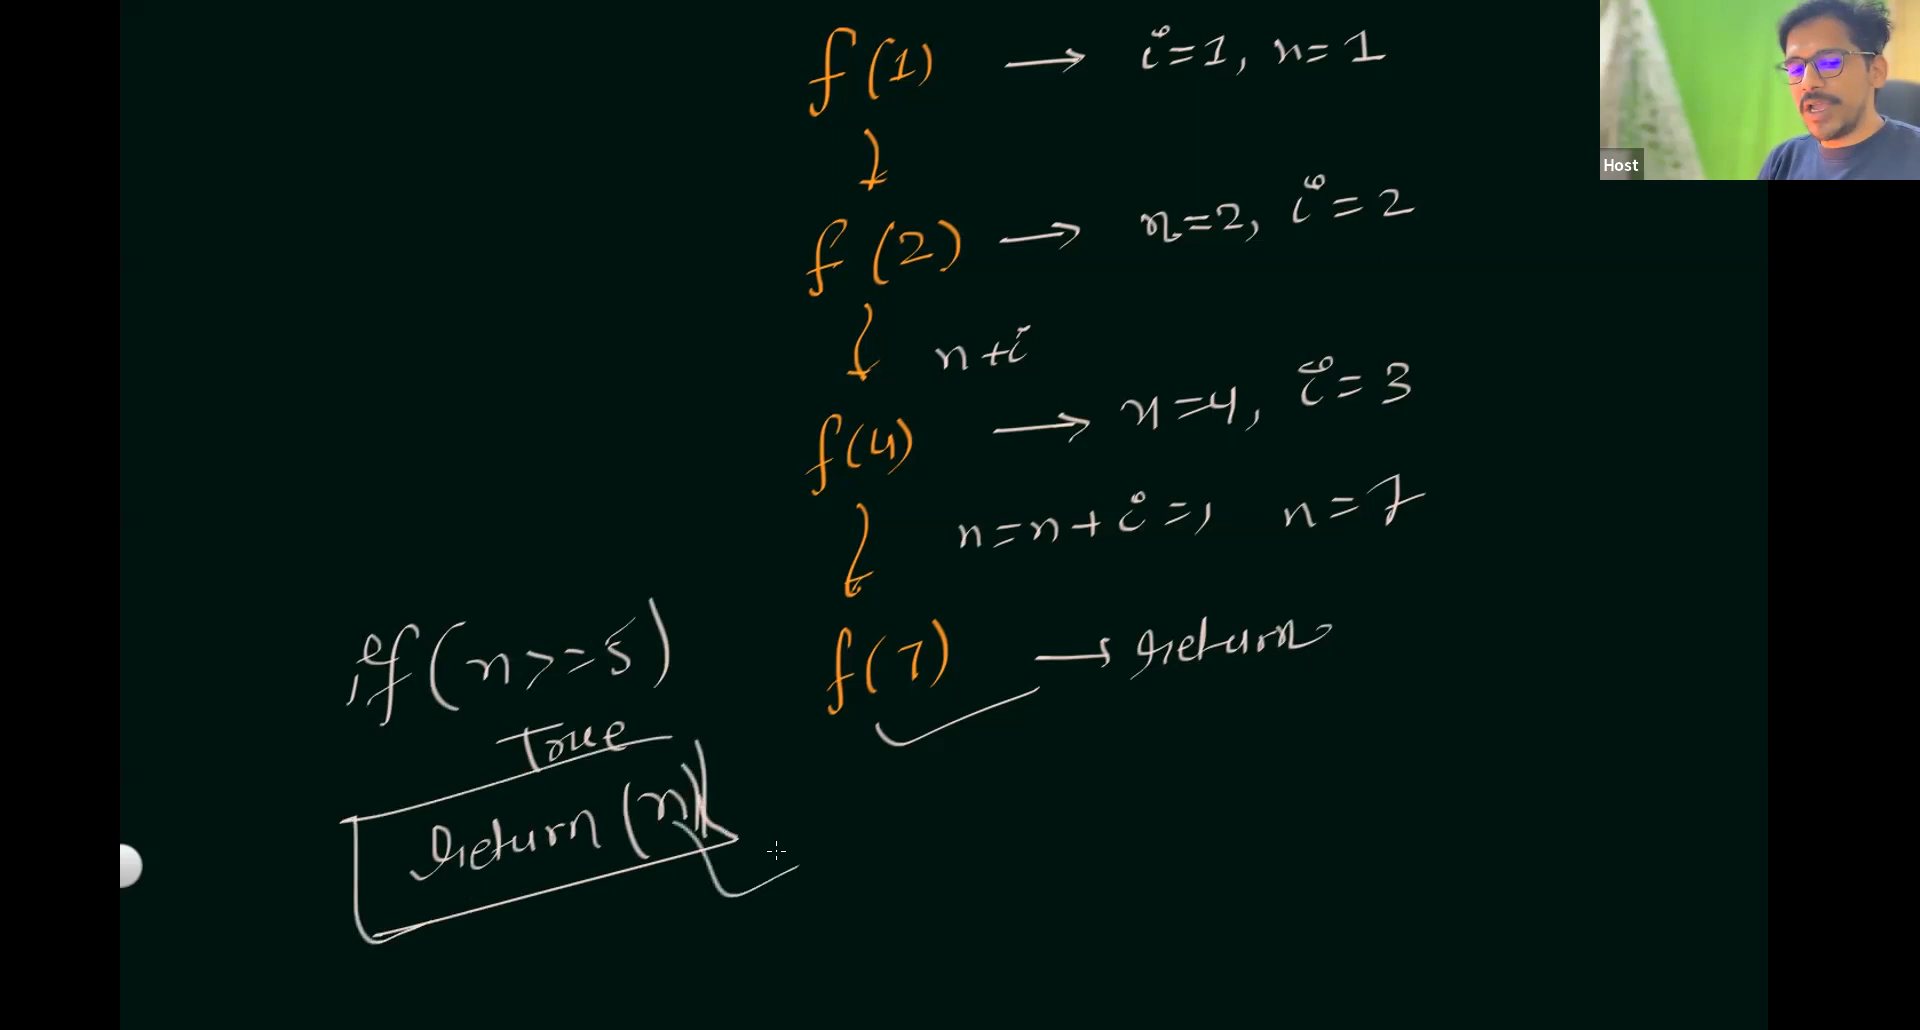 f(1) → i=1, n=1
Host
f(2) → n=2, i=2
n+i
f(4) → n=4, i=3
n=n+i=, n=7
if(n>=5)
f(7) → return
True
Return (n)